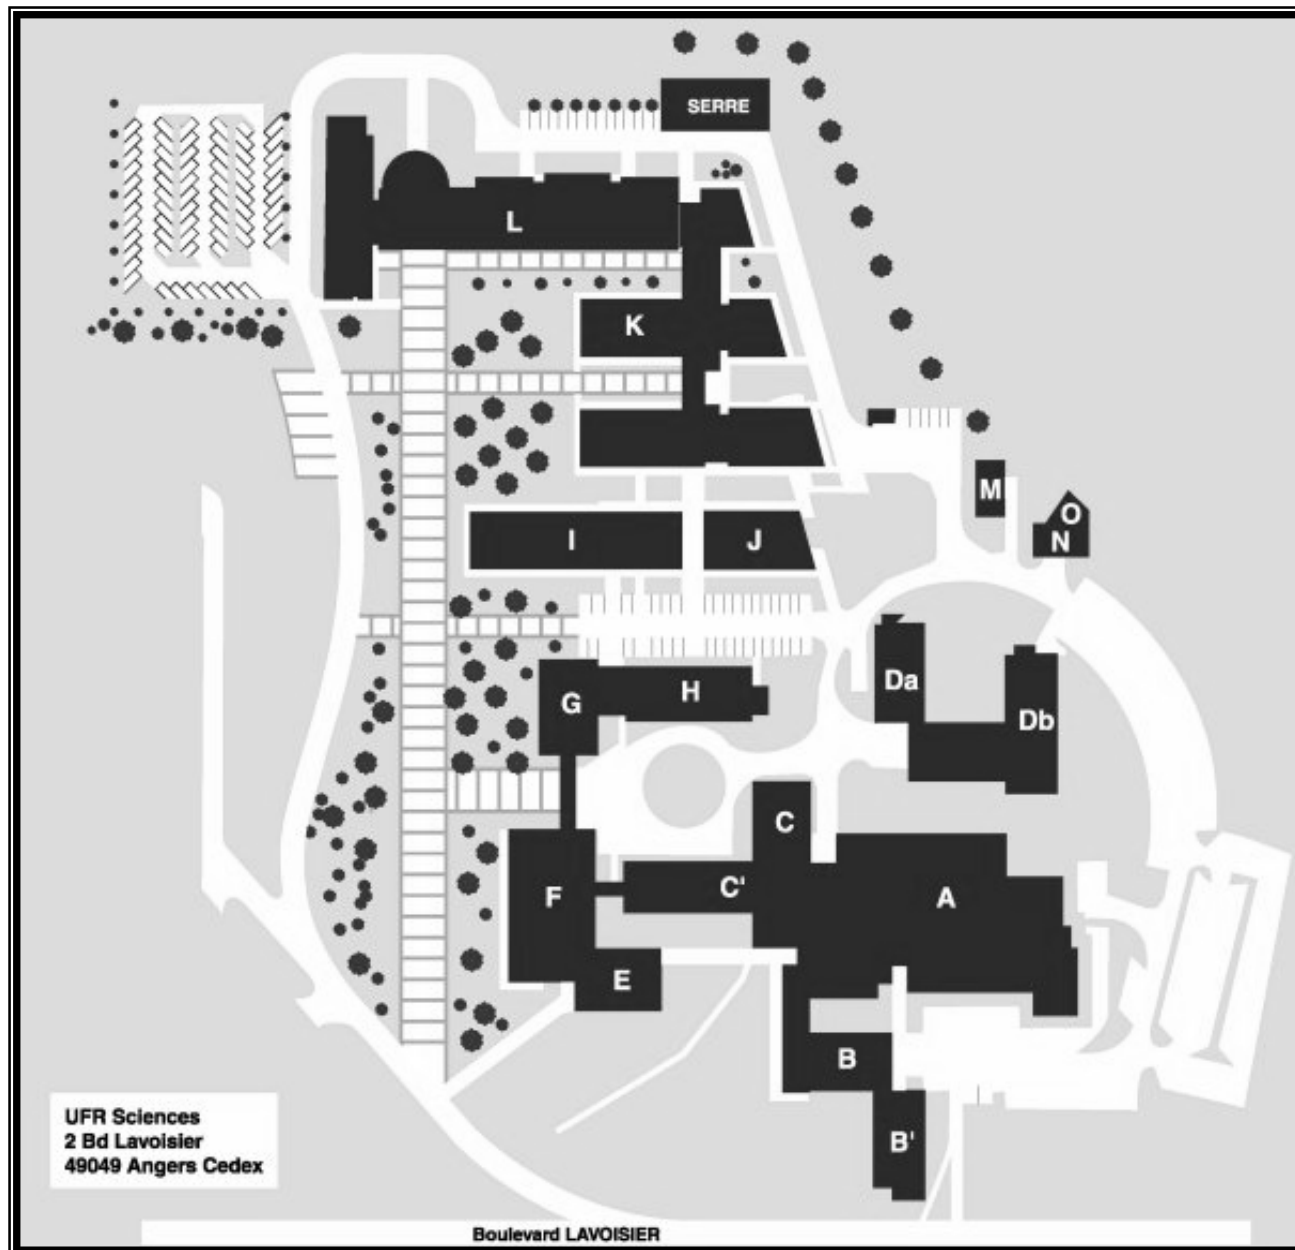 SERRE
L
K
M
O
N
I
J
Da
Db
G
H
C
C'
F
A
E
B
B'
UFR Sciences
2 Bd Lavoisier
49049 Angers Cedex
Boulevard LAVOISIER